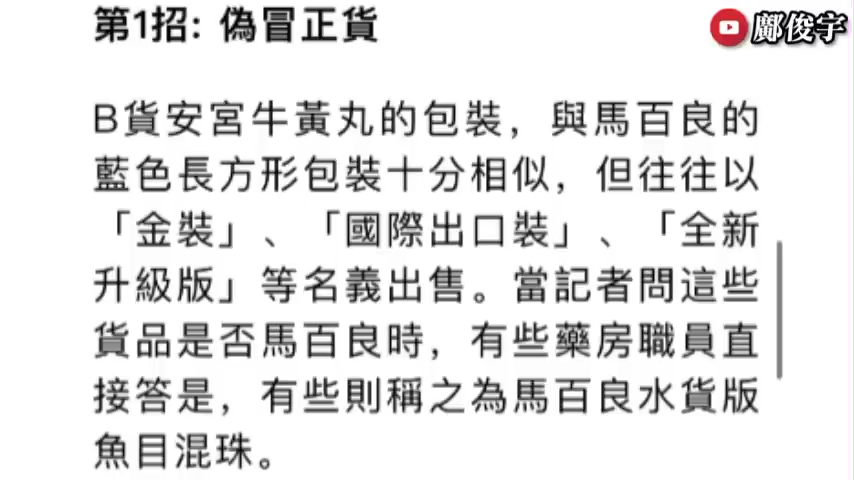 第1招: 偽冒正貨
鄺俊宇
B貨安宮牛黃丸的包裝，與馬百良的
藍色長方形包裝十分相似，但往往以
「金裝」、「國際出口裝」、「全新
升級版」等名義出售。當記者問這些
貨品是否馬百良時，有些藥房職員直
接答是，有些則稱之為馬百良水貨版
魚目混珠。